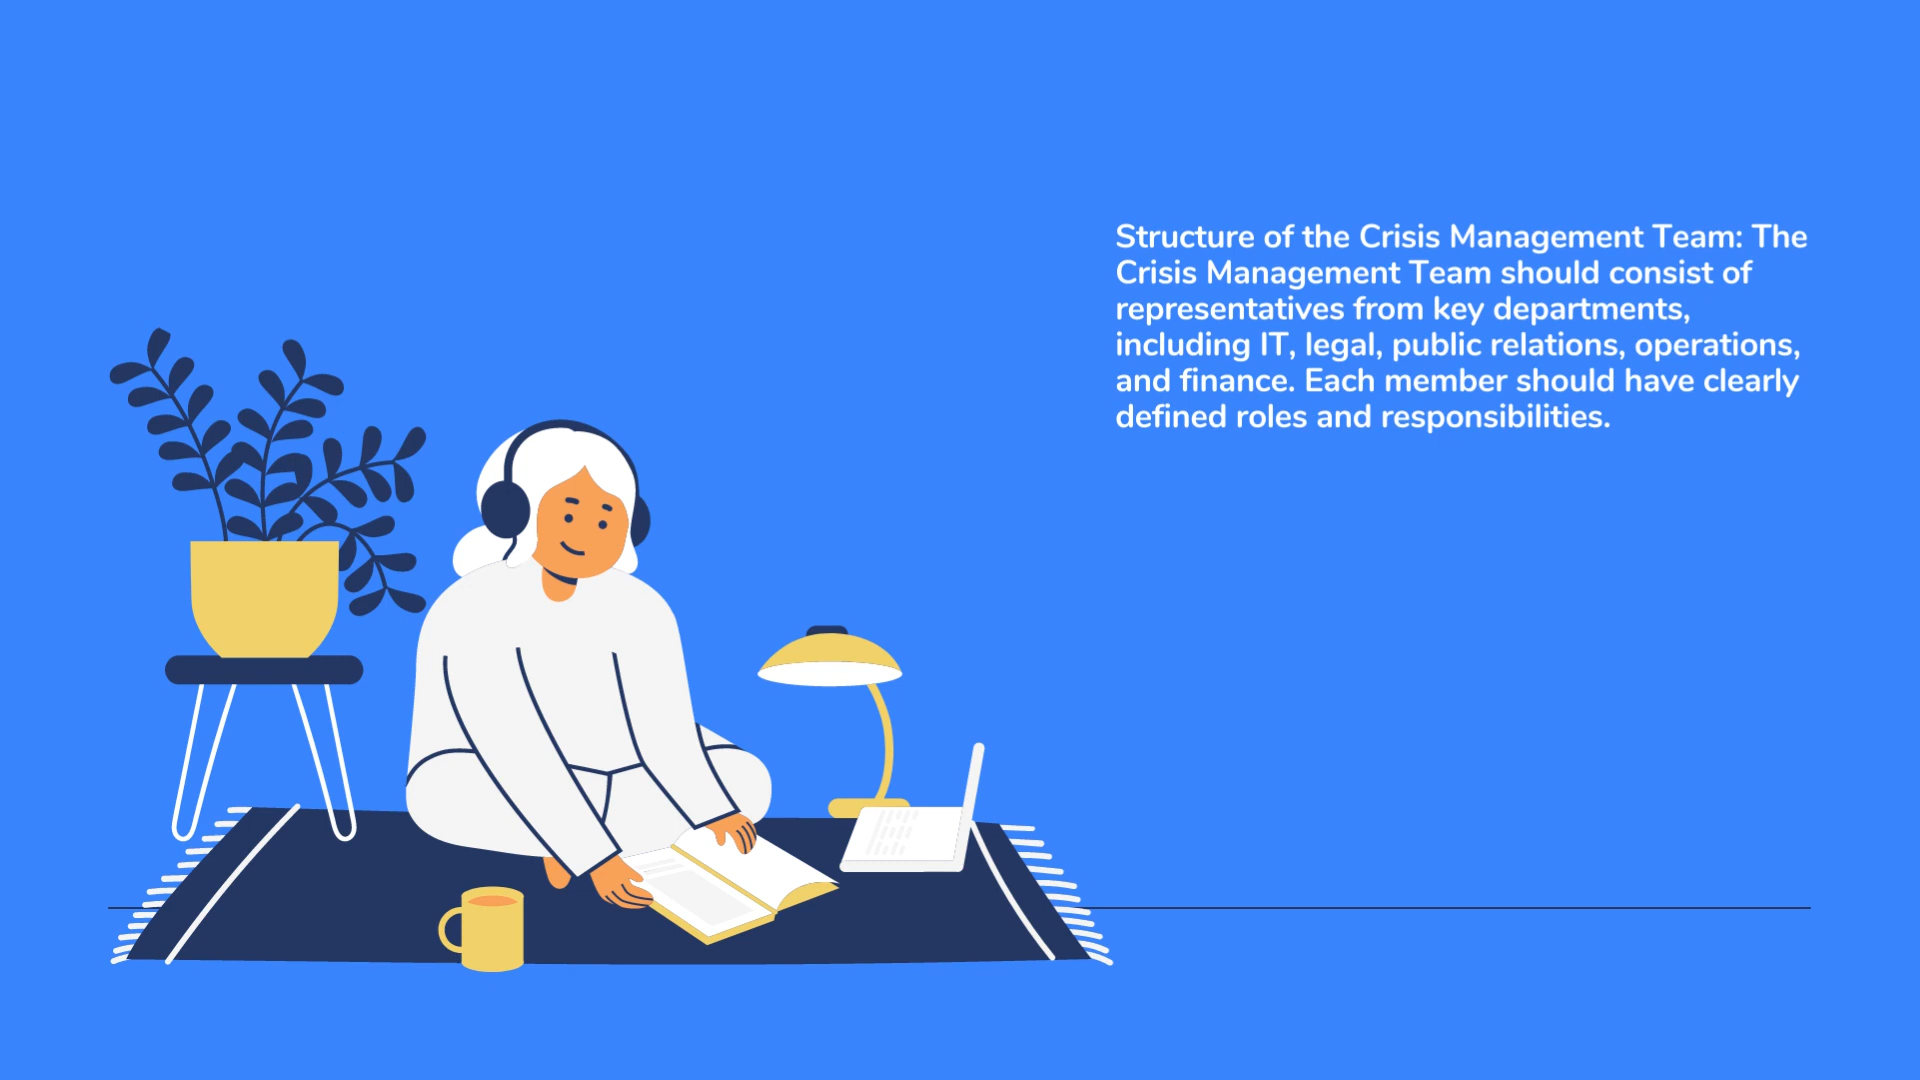 Structure of the Crisis Management Team: The
Crisis Management Team should consist of
representatives from key departments,
including IT, legal, public relations, operations,
and finance. Each member should have clearly
defined roles and responsibilities.